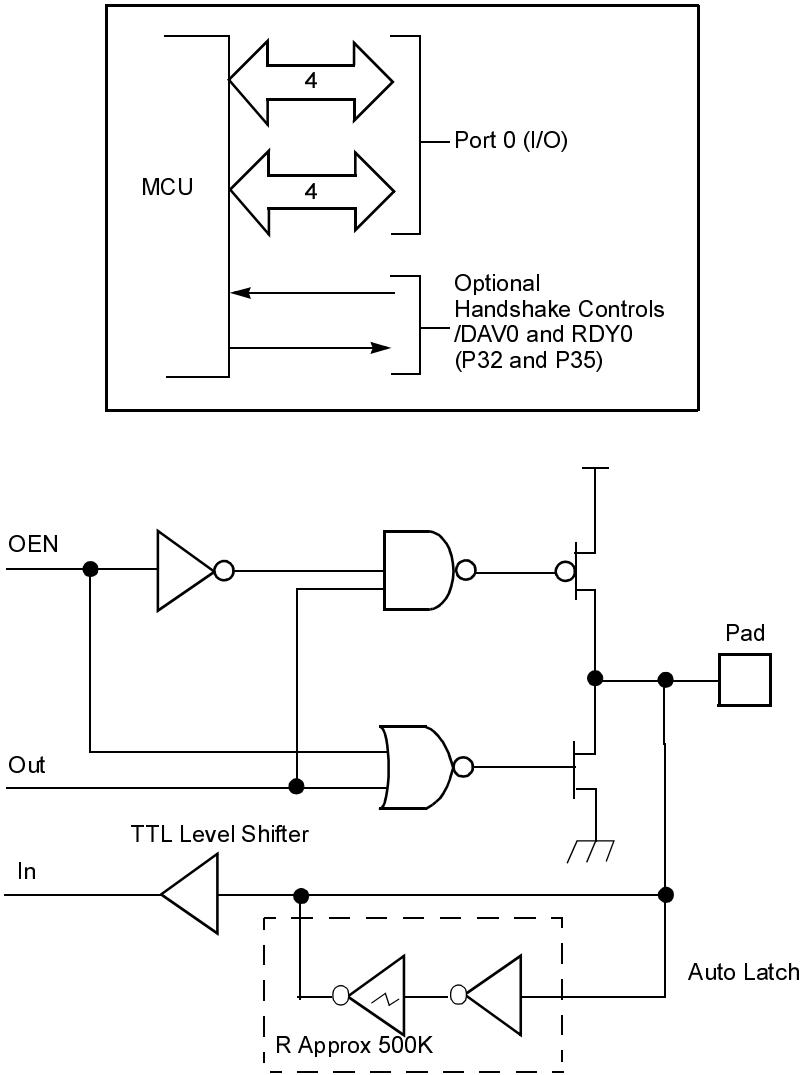 4
Port 0 (I/O)
MCU
4
Optional
Handshake Controls
/DAV0 and RDY0
(P32 and P35)
OEN
Pad
Out
TTL Level Shifter
In
Auto Latch
R Approx 500K